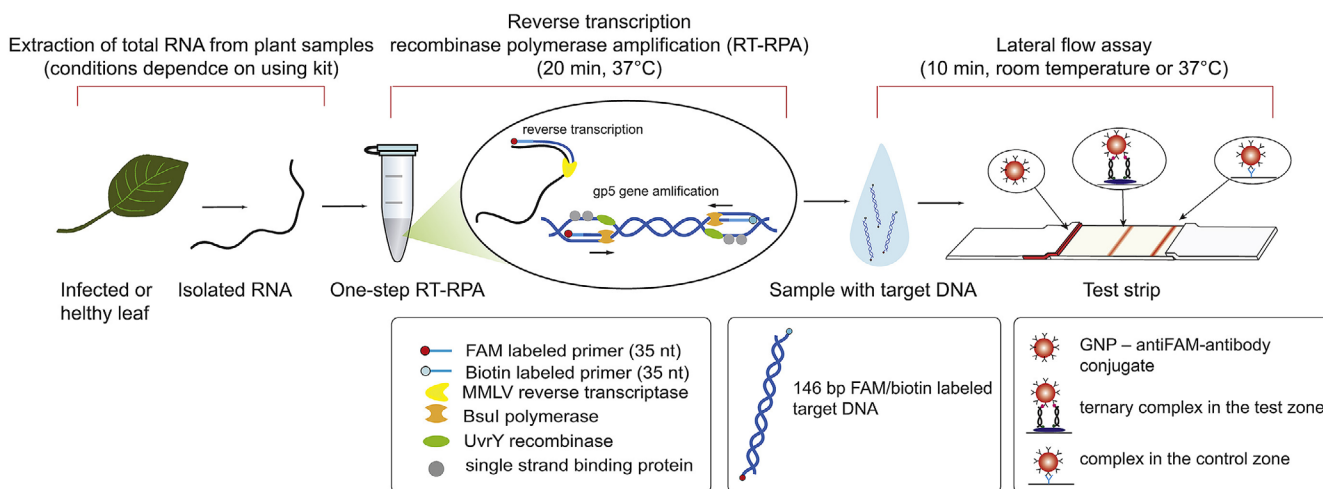 Extraction of total RNA from plant samples
(conditions dependce on using kit)
Reverse transcription
recombinase polymerase amplification (RT-RPA)
(20 min, 37°C)
Lateral flow assay
(10 min, room temperature or 37°C)
reverse transcription
gp5 gene amlification
Infected or
helthy leaf
Isolated RNA
One-step RT-RPA
Sample with target DNA
Test strip
FAM labeled primer (35 nt)
Biotin labeled primer (35 nt)
MMLV reverse transcriptase
BsuI polymerase
UvrY recombinase
single strand binding protein
146 bp FAM/biotin labeled
target DNA
GNP – antiFAM-antibody
conjugate
ternary complex in the test zone
complex in the control zone